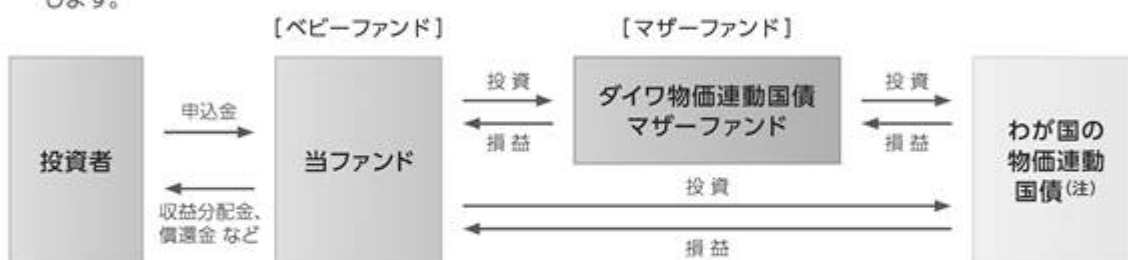 します。
[ベビーファンド]
[マザーファンド]
投資者
申込金
収益分配金、
償還金 など
当ファンド
投資
損益
ダイワ物価連動国債
マザーファンド
投資
損益
投資
損益
わが国の
物価連動
国債(注)